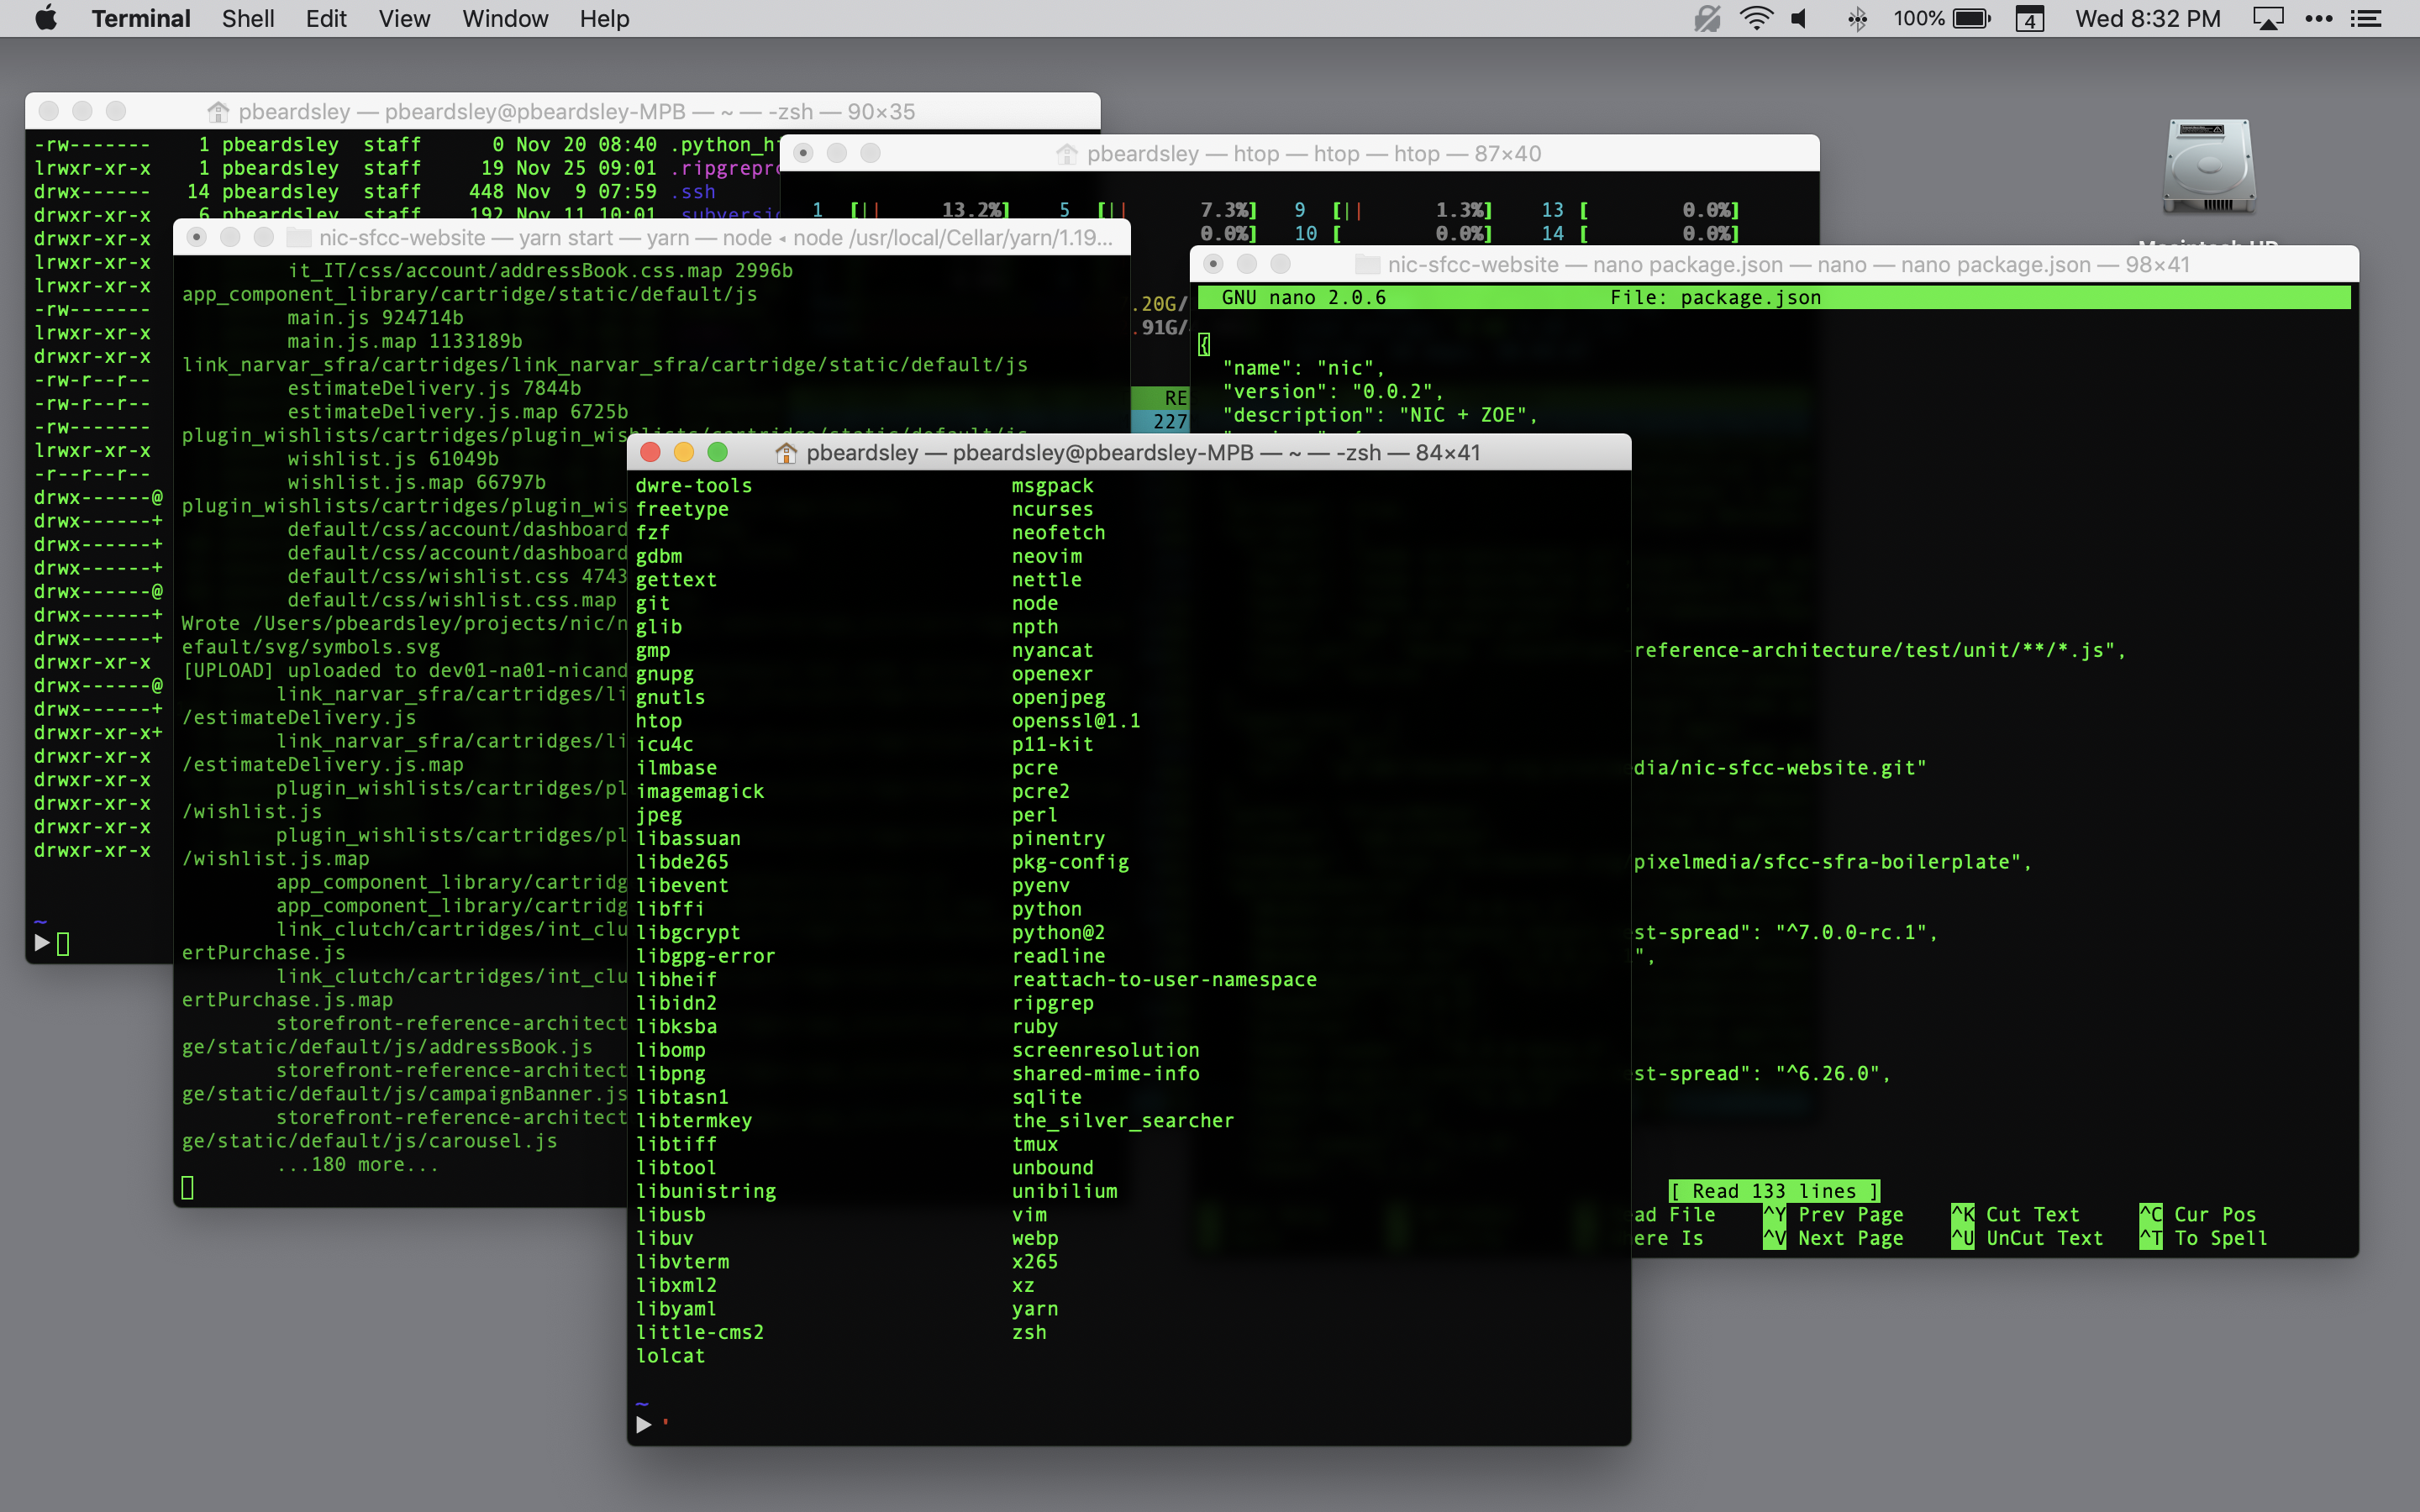 Terminal Shell Edit View Window Help 100% 4 Wed 8:32 PM
pbeardsley — pbeardsley@pbeardsley-MPB — ~ — -zsh — 90×35
-rw------- 1 pbeardsley staff 0 Nov 20 08:40 .python_h
lrwxr-xr-x 1 pbeardsley staff 19 Nov 25 09:01 .ripgrepr
drwx------ 14 pbeardsley staff 448 Nov 9 07:59 .ssh
drwxr-xr-x 6 pbeardsley staff 192 Nov 11 10:01 .subversi
drwxr-xr-x
lrwxr-xr-x
lrwxr-xr-x
-rw-------
lrwxr-xr-x
drwxr-xr-x
-rw-r--r--
-rw-r--r--
-rw-------
lrwxr-xr-x
-r--r--r--
drwx------@
drwx------+
drwx------+
drwx------+
drwx------@
drwx------+
drwx------+
drwxr-xr-x
drwx------@
drwx------+
drwxr-xr-x+
drwxr-xr-x
drwxr-xr-x
drwxr-xr-x
drwxr-xr-x
drwxr-xr-x
~
▶
pbeardsley — htop — htop — htop — 87×40
1 [|| 13.2%] 5 [|| 7.3%] 9 [|| 1.3%] 13 [ 0.0%]
0.0%] 10 [ 0.0%] 14 [ 0.0%]
.20G/
.91G/
RE
227
nic-sfcc-website — yarn start — yarn — node ◂ node /usr/local/Cellar/yarn/1.19...
it_IT/css/account/addressBook.css.map 2996b
app_component_library/cartridge/static/default/js
main.js 924714b
main.js.map 1133189b
link_narvar_sfra/cartridges/link_narvar_sfra/cartridge/static/default/js
estimateDelivery.js 7844b
estimateDelivery.js.map 6725b
plugin_wishlists/cartridges/plugin_wishlists/cartridge/static/default/js
wishlist.js 61049b
wishlist.js.map 66797b
plugin_wishlists/cartridges/plugin_wis
default/css/account/dashboard
default/css/account/dashboard
default/css/wishlist.css 4743
default/css/wishlist.css.map
Wrote /Users/pbeardsley/projects/nic/n
efault/svg/symbols.svg
[UPLOAD] uploaded to dev01-na01-nicand
link_narvar_sfra/cartridges/li
/estimateDelivery.js
link_narvar_sfra/cartridges/li
/estimateDelivery.js.map
plugin_wishlists/cartridges/pl
/wishlist.js
plugin_wishlists/cartridges/pl
/wishlist.js.map
app_component_library/cartridg
app_component_library/cartridg
link_clutch/cartridges/int_clu
ertPurchase.js
link_clutch/cartridges/int_clu
ertPurchase.js.map
storefront-reference-architect
ge/static/default/js/addressBook.js
storefront-reference-architect
ge/static/default/js/campaignBanner.js
storefront-reference-architect
ge/static/default/js/carousel.js
...180 more...
nic-sfcc-website — nano package.json — nano — nano package.json — 98×41
GNU nano 2.0.6 File: package.json
{
"name": "nic",
"version": "0.0.2",
"description": "NIC + ZOE",
reference-architecture/test/unit/**/*.js",
dia/nic-sfcc-website.git"
pixelmedia/sfcc-sfra-boilerplate",
st-spread": "^7.0.0-rc.1",
",
st-spread": "^6.26.0",
[ Read 133 lines ]
ad File ^Y Prev Page ^K Cut Text ^C Cur Pos
ere Is ^V Next Page ^U UnCut Text ^T To Spell
pbeardsley — pbeardsley@pbeardsley-MPB — ~ — -zsh — 84×41
dwre-tools msgpack
freetype ncurses
fzf neofetch
gdbm neovim
gettext nettle
git node
glib npth
gmp nyancat
gnupg openexr
gnutls openjpeg
htop openssl@1.1
icu4c p11-kit
ilmbase pcre
imagemagick pcre2
jpeg perl
libassuan pinentry
libde265 pkg-config
libevent pyenv
libffi python
libgcrypt python@2
libgpg-error readline
libheif reattach-to-user-namespace
libidn2 ripgrep
libksba ruby
libomp screenresolution
libpng shared-mime-info
libtasn1 sqlite
libtermkey the_silver_searcher
libtiff tmux
libtool unbound
libunistring unibilium
libusb vim
libuv webp
libvterm x265
libxml2 xz
libyaml yarn
little-cms2 zsh
lolcat
~
▶ '